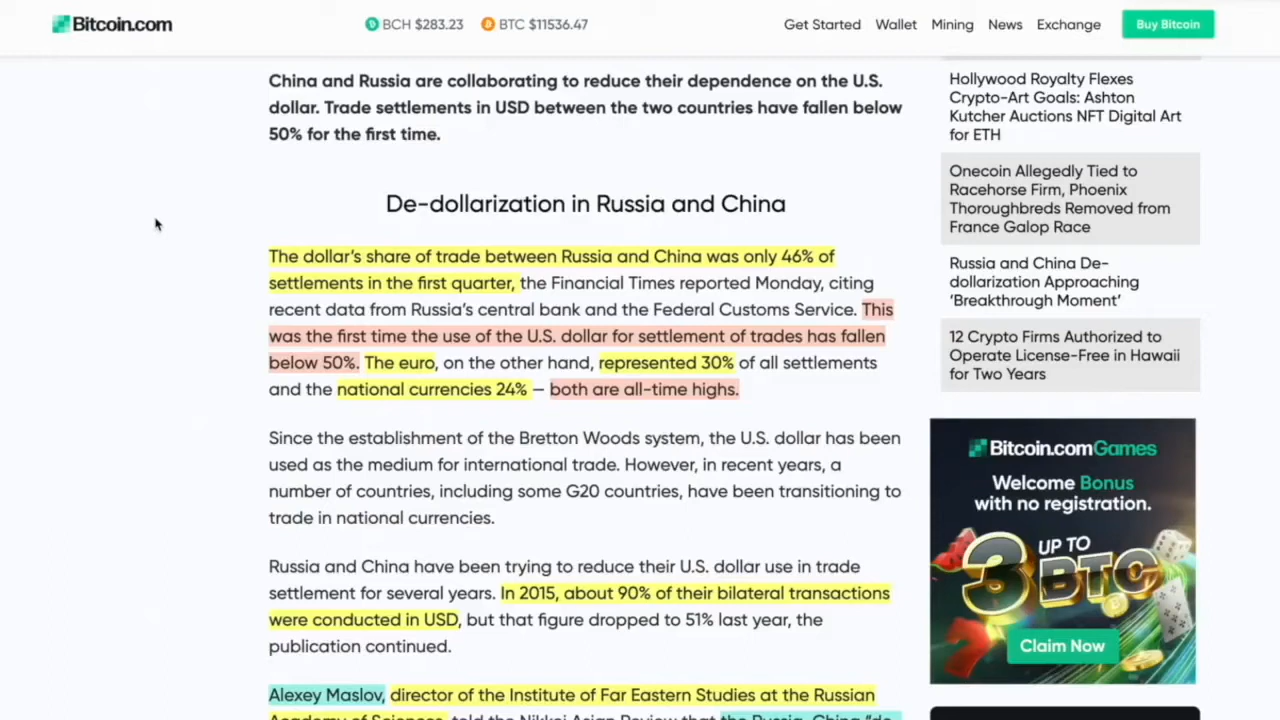 Bitcoin.com
BCH $283.23
BTC $11536.47
Get Started
Wallet
Mining
News
Exchange
Buy Bitcoin
China and Russia are collaborating to reduce their dependence on the U.S.
dollar. Trade settlements in USD between the two countries have fallen below
50% for the first time.
De-dollarization in Russia and China
The dollar's share of trade between Russia and China was only 46% of
settlements in the first quarter, the Financial Times reported Monday, citing
recent data from Russia's central bank and the Federal Customs Service. This
was the first time the use of the U.S. dollar for settlement of trades has fallen
below 50%. The euro, on the other hand, represented 30% of all settlements
and the national currencies 24% — both are all-time highs.
Since the establishment of the Bretton Woods system, the U.S. dollar has been
used as the medium for international trade. However, in recent years, a
number of countries, including some G20 countries, have been transitioning to
trade in national currencies.
Russia and China have been trying to reduce their U.S. dollar use in trade
settlement for several years. In 2015, about 90% of their bilateral transactions
were conducted in USD, but that figure dropped to 51% last year, the
publication continued.
Alexey Maslov, director of the Institute of Far Eastern Studies at the Russian
Academy of Sciences, told the Nikkei Asian Review that the Russia-China "de-
Hollywood Royalty Flexes
Crypto-Art Goals: Ashton
Kutcher Auctions NFT Digital Art
for ETH
Onecoin Allegedly Tied to
Racehorse Firm, Phoenix
Thoroughbreds Removed from
France Galop Race
Russia and China De-
dollarization Approaching
'Breakthrough Moment'
12 Crypto Firms Authorized to
Operate License-Free in Hawaii
for Two Years
Bitcoin.comGames
Welcome Bonus
with no registration.
UP TO
3 BTC
Claim Now